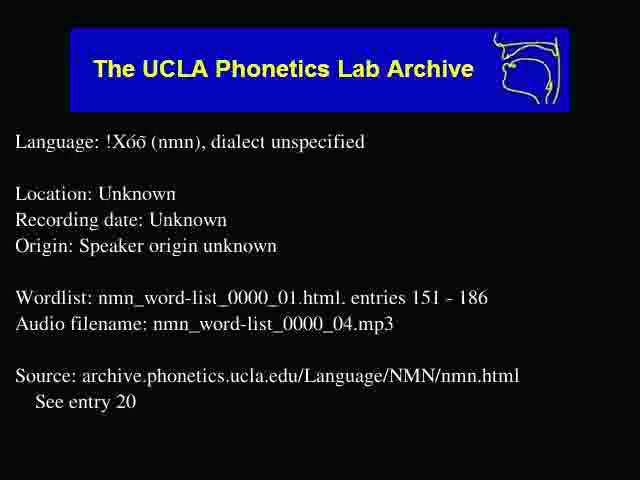 The UCLA Phonetics Lab Archive
Language: !Xóõ (nmn), dialect unspecified
Location: Unknown
Recording date: Unknown
Origin: Speaker origin unknown
Wordlist: nmn_word-list_0000_01.html. entries 151 - 186
Audio filename: nmn_word-list_0000_04.mp3
Source: archive.phonetics.ucla.edu/Language/NMN/nmn.html
See entry 20